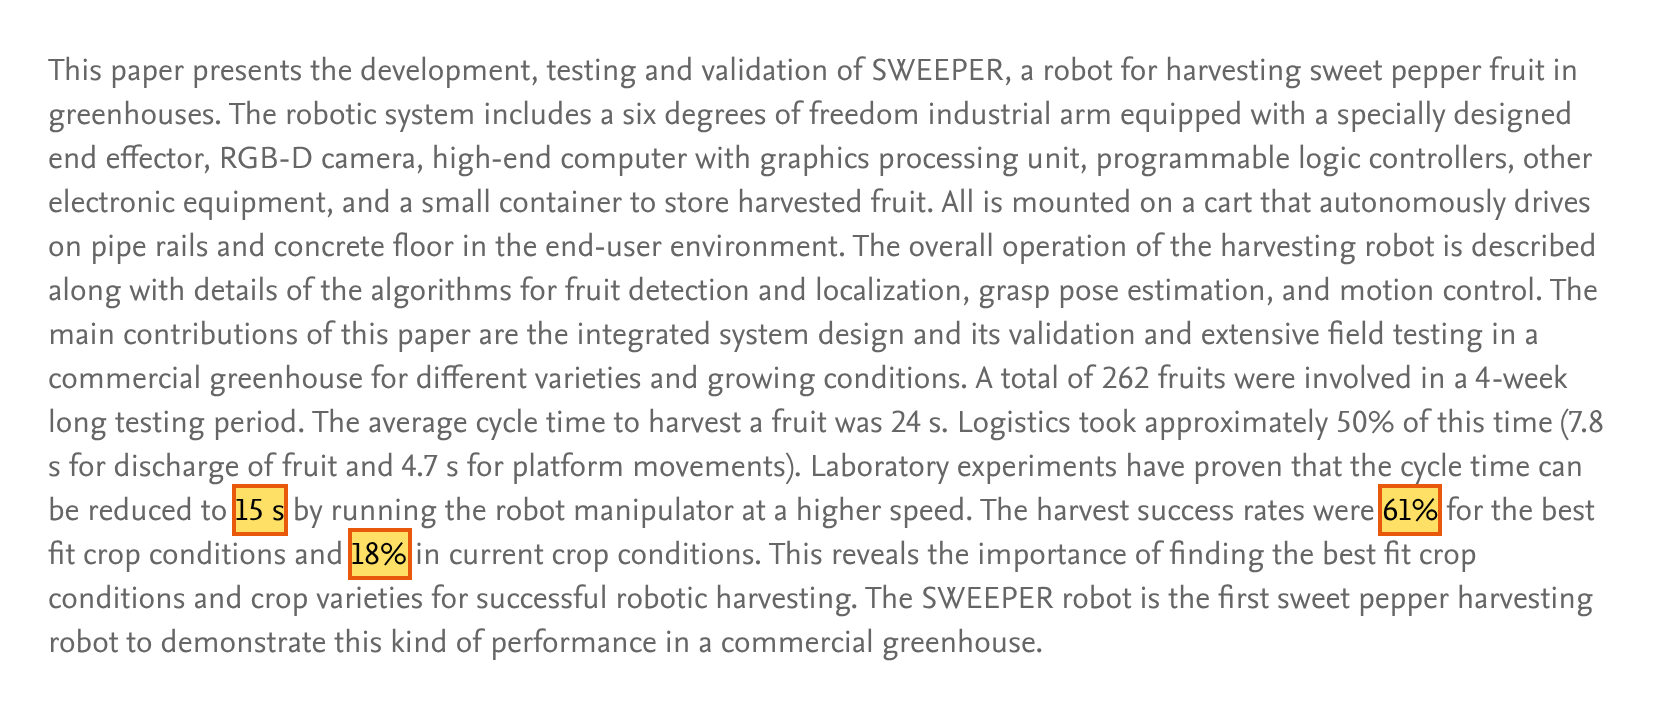 This paper presents the development, testing and validation of SWEEPER, a robot for harvesting sweet pepper fruit in
greenhouses. The robotic system includes a six degrees of freedom industrial arm equipped with a specially designed
end effector, RGB-D camera, high-end computer with graphics processing unit, programmable logic controllers, other
electronic equipment, and a small container to store harvested fruit. All is mounted on a cart that autonomously drives
on pipe rails and concrete floor in the end-user environment. The overall operation of the harvesting robot is described
along with details of the algorithms for fruit detection and localization, grasp pose estimation, and motion control. The
main contributions of this paper are the integrated system design and its validation and extensive field testing in a
commercial greenhouse for different varieties and growing conditions. A total of 262 fruits were involved in a 4-week
long testing period. The average cycle time to harvest a fruit was 24 s. Logistics took approximately 50% of this time (7.8
s for discharge of fruit and 4.7 s for platform movements). Laboratory experiments have proven that the cycle time can
be reduced to 15 s by running the robot manipulator at a higher speed. The harvest success rates were 61% for the best
fit crop conditions and 18% in current crop conditions. This reveals the importance of finding the best fit crop
conditions and crop varieties for successful robotic harvesting. The SWEEPER robot is the first sweet pepper harvesting
robot to demonstrate this kind of performance in a commercial greenhouse.